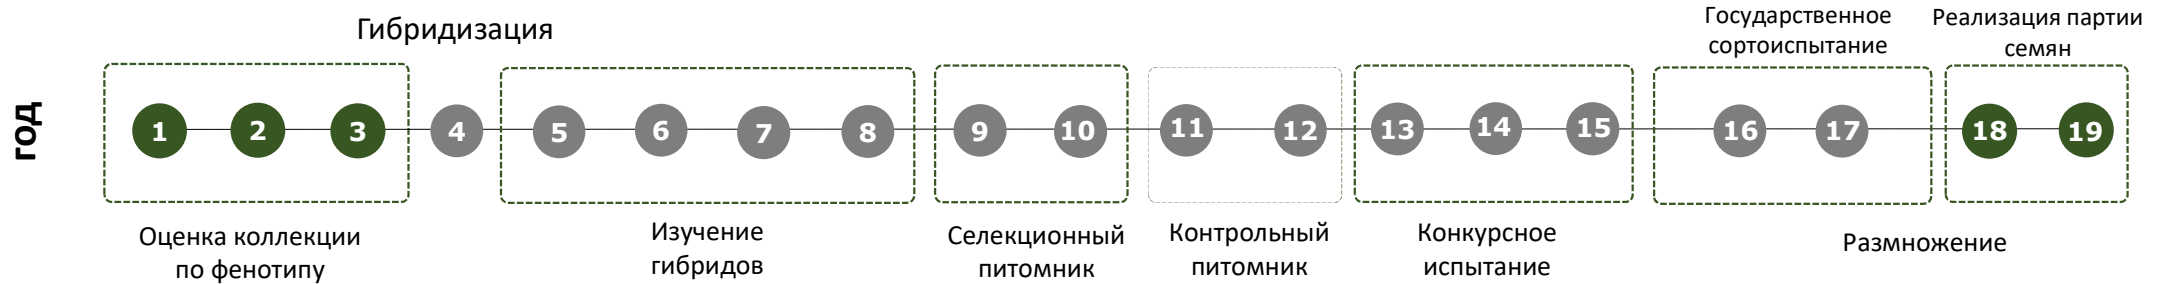 Гибридизация
Государственное
сортоиспытание
Реализация партии
семян
год
1 2 3 4 5 6 7 8 9 10 11 12 13 14 15 16 17 18 19
Оценка коллекции
по фенотипу
Изучение
гибридов
Селекционный
питомник
Контрольный
питомник
Конкурсное
испытание
Размножение